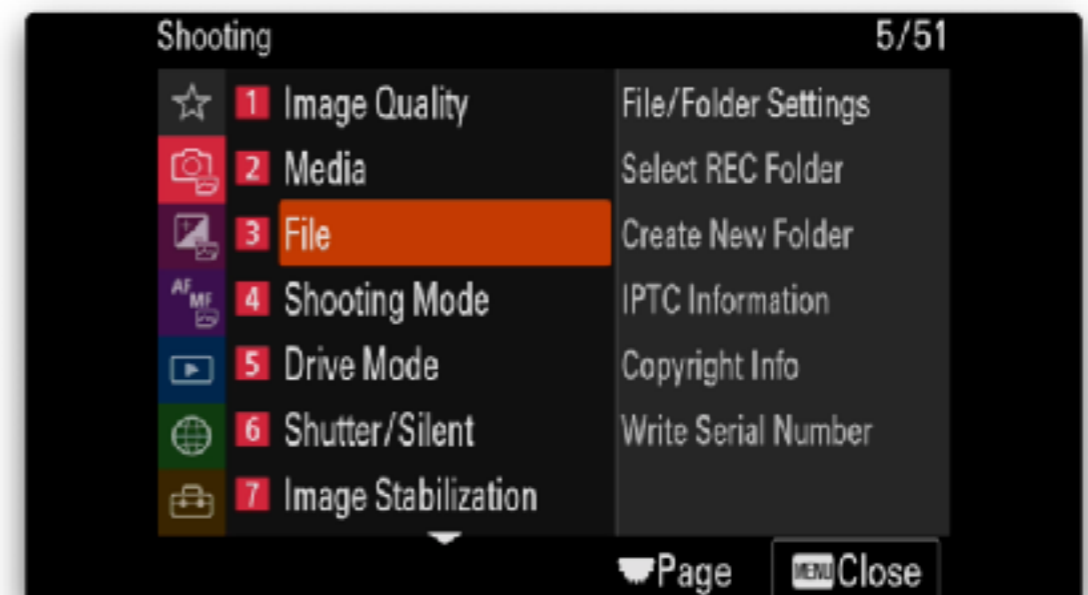 Shooting 5/51
1 Image Quality
2 Media
3 File
4 Shooting Mode
5 Drive Mode
6 Shutter/Silent
7 Image Stabilization
File/Folder Settings
Select REC Folder
Create New Folder
IPTC Information
Copyright Info
Write Serial Number
AF MF
Page
MENU Close